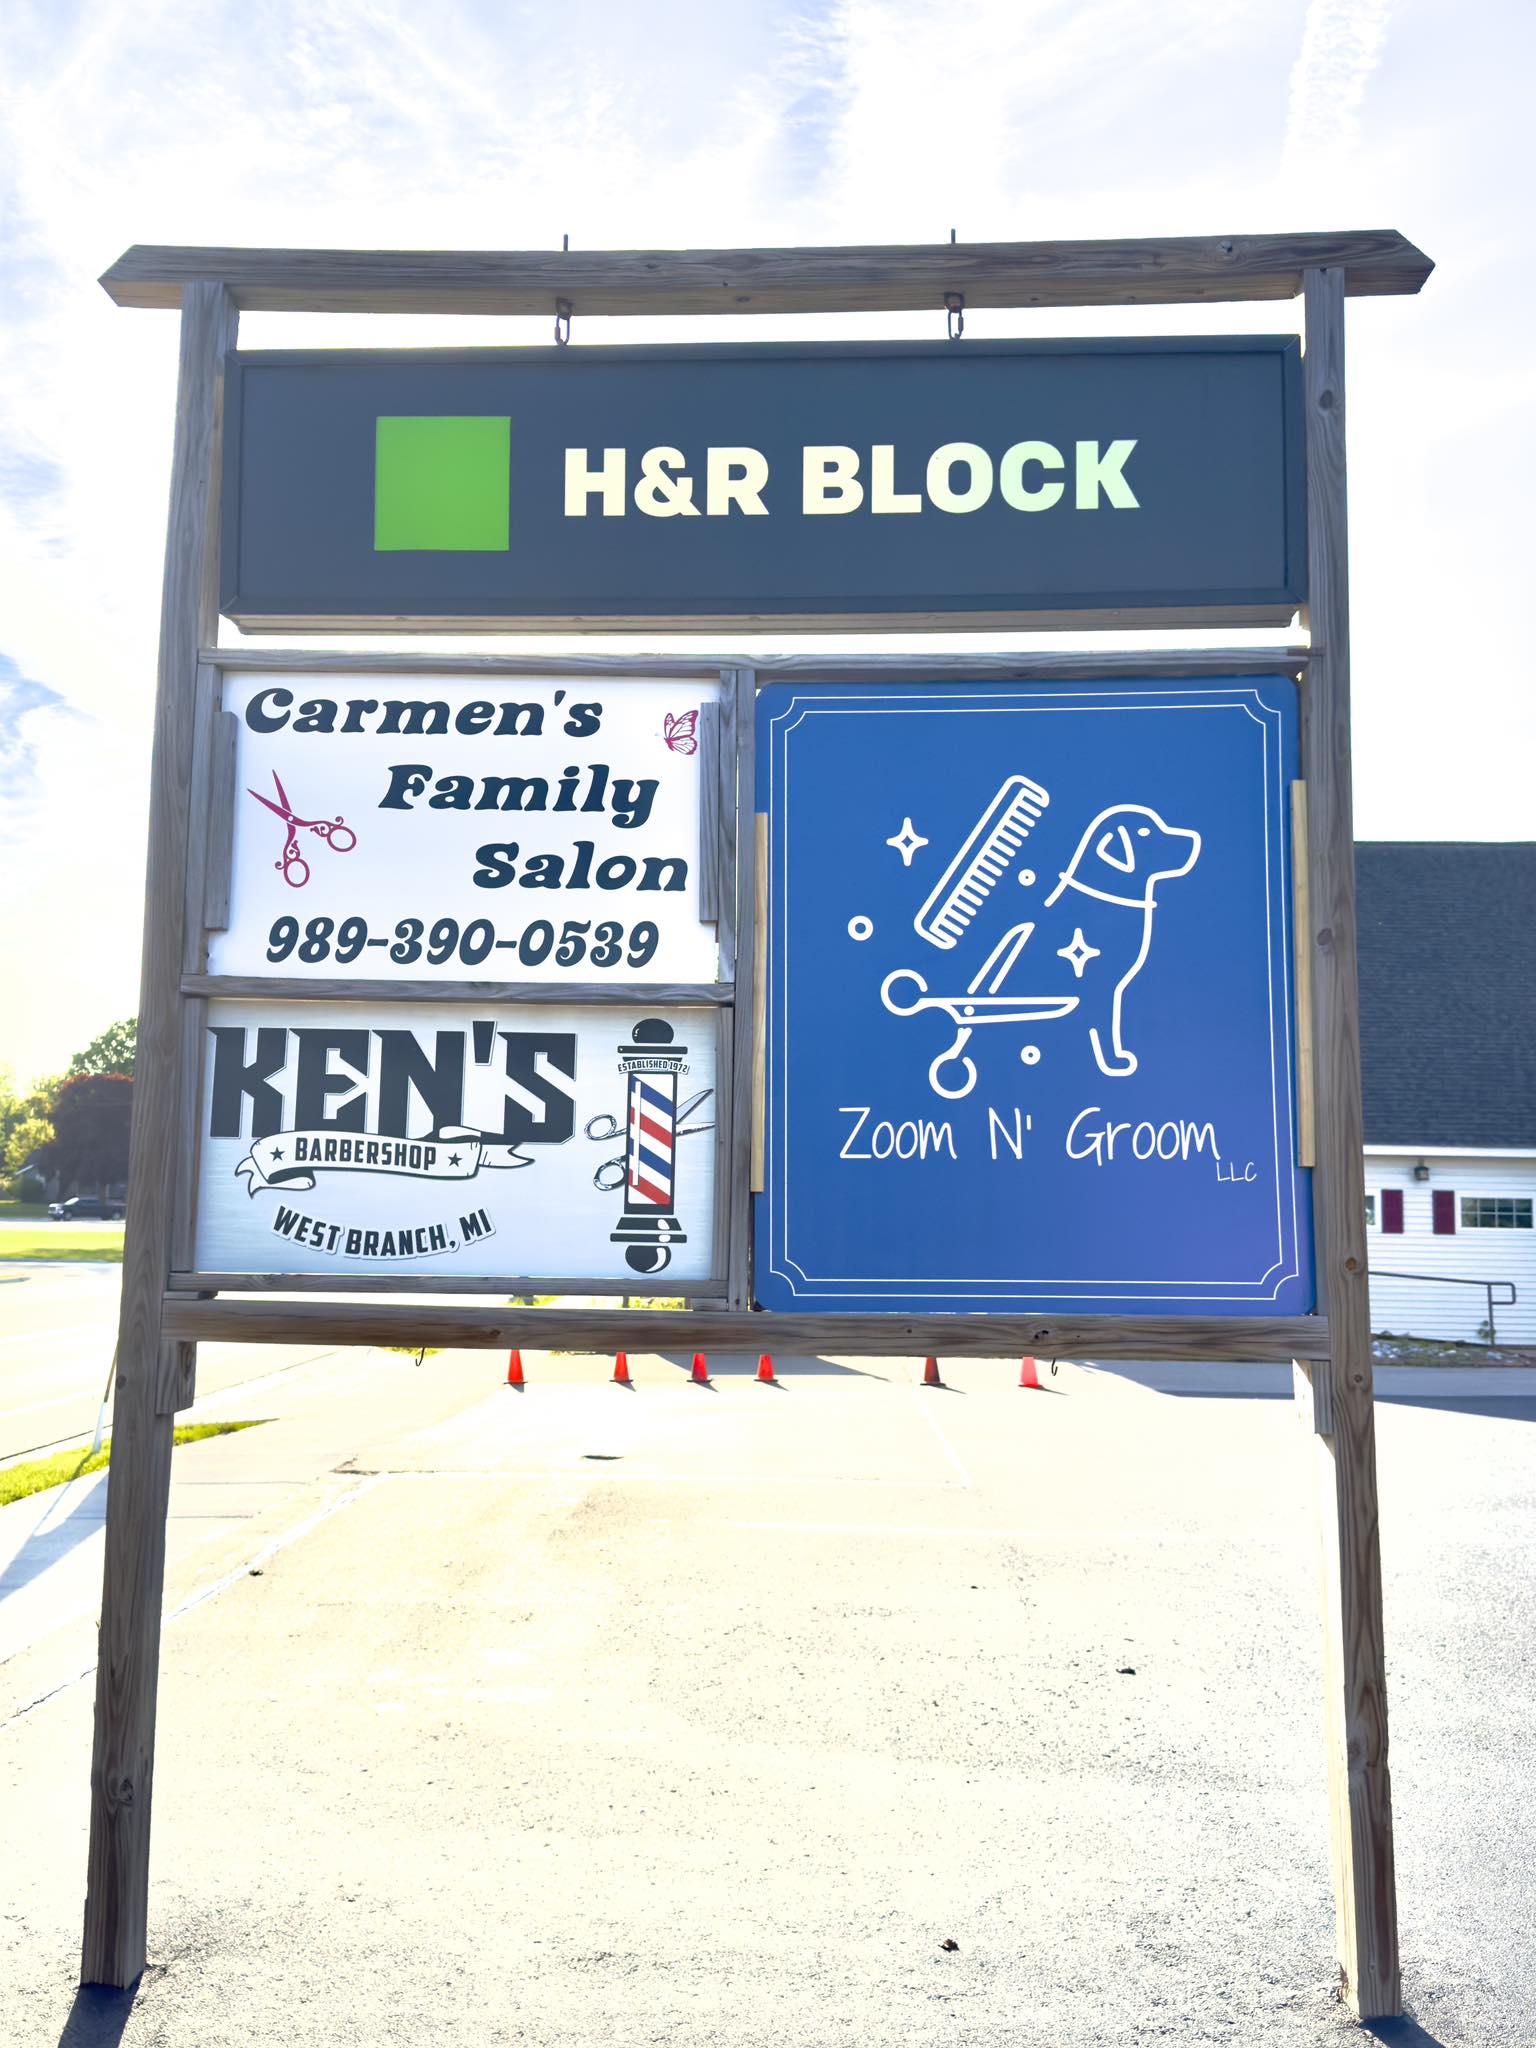 H&R BLOCK
Carmen's
Family
Salon
989-390-0539
KEN'S
BARBERSHOP
WEST BRANCH, MI
ESTABLISHED 1972
Zoom N' Groom
LLC